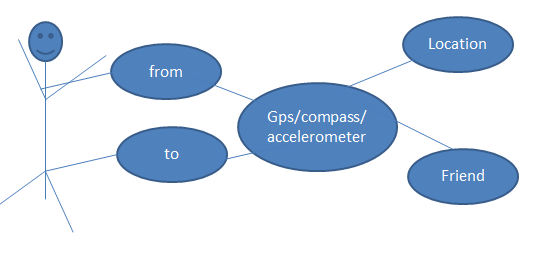 Location
from
Gps/compass/
accelerometer
to
Friend